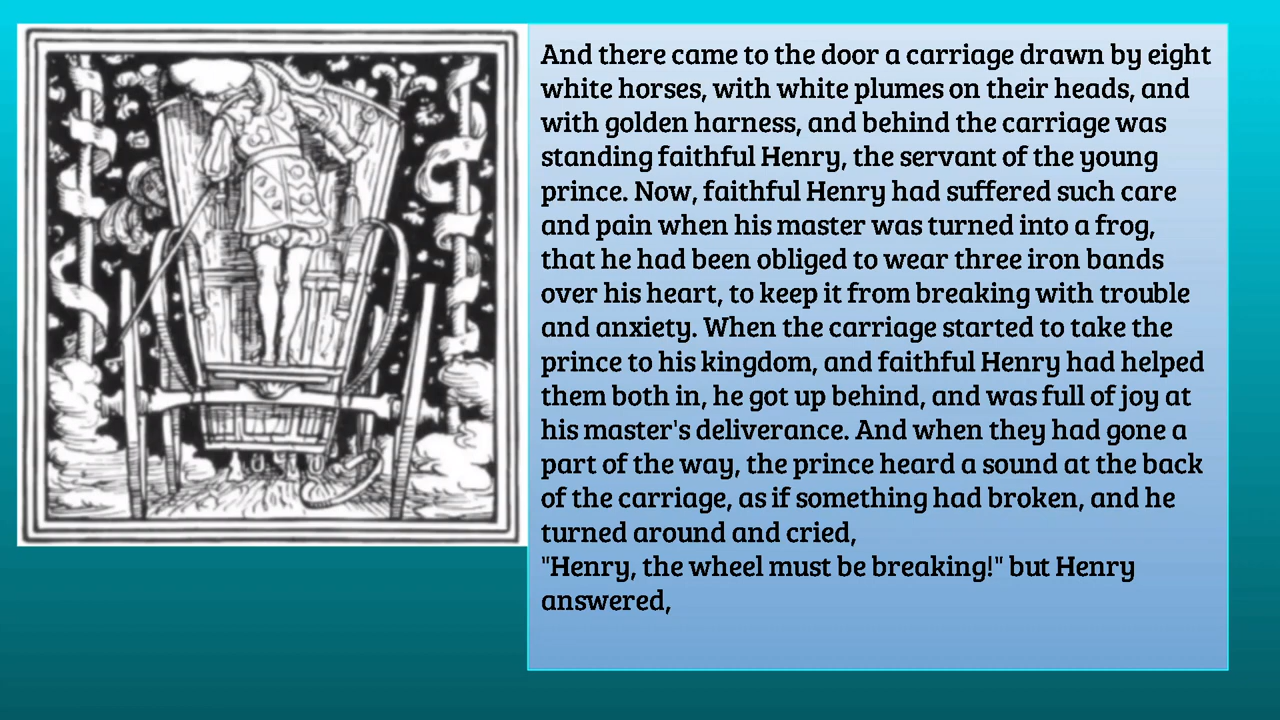 And there came to the door a carriage drawn by eight
white horses, with white plumes on their heads, and
with golden harness, and behind the carriage was
standing faithful Henry, the servant of the young
prince. Now, faithful Henry had suffered such care
and pain when his master was turned into a frog,
that he had been obliged to wear three iron bands
over his heart, to keep it from breaking with trouble
and anxiety. When the carriage started to take the
prince to his kingdom, and faithful Henry had helped
them both in, he got up behind, and was full of joy at
his master's deliverance. And when they had gone a
part of the way, the prince heard a sound at the back
of the carriage, as if something had broken, and he
turned around and cried,
"Henry, the wheel must be breaking!" but Henry
answered,